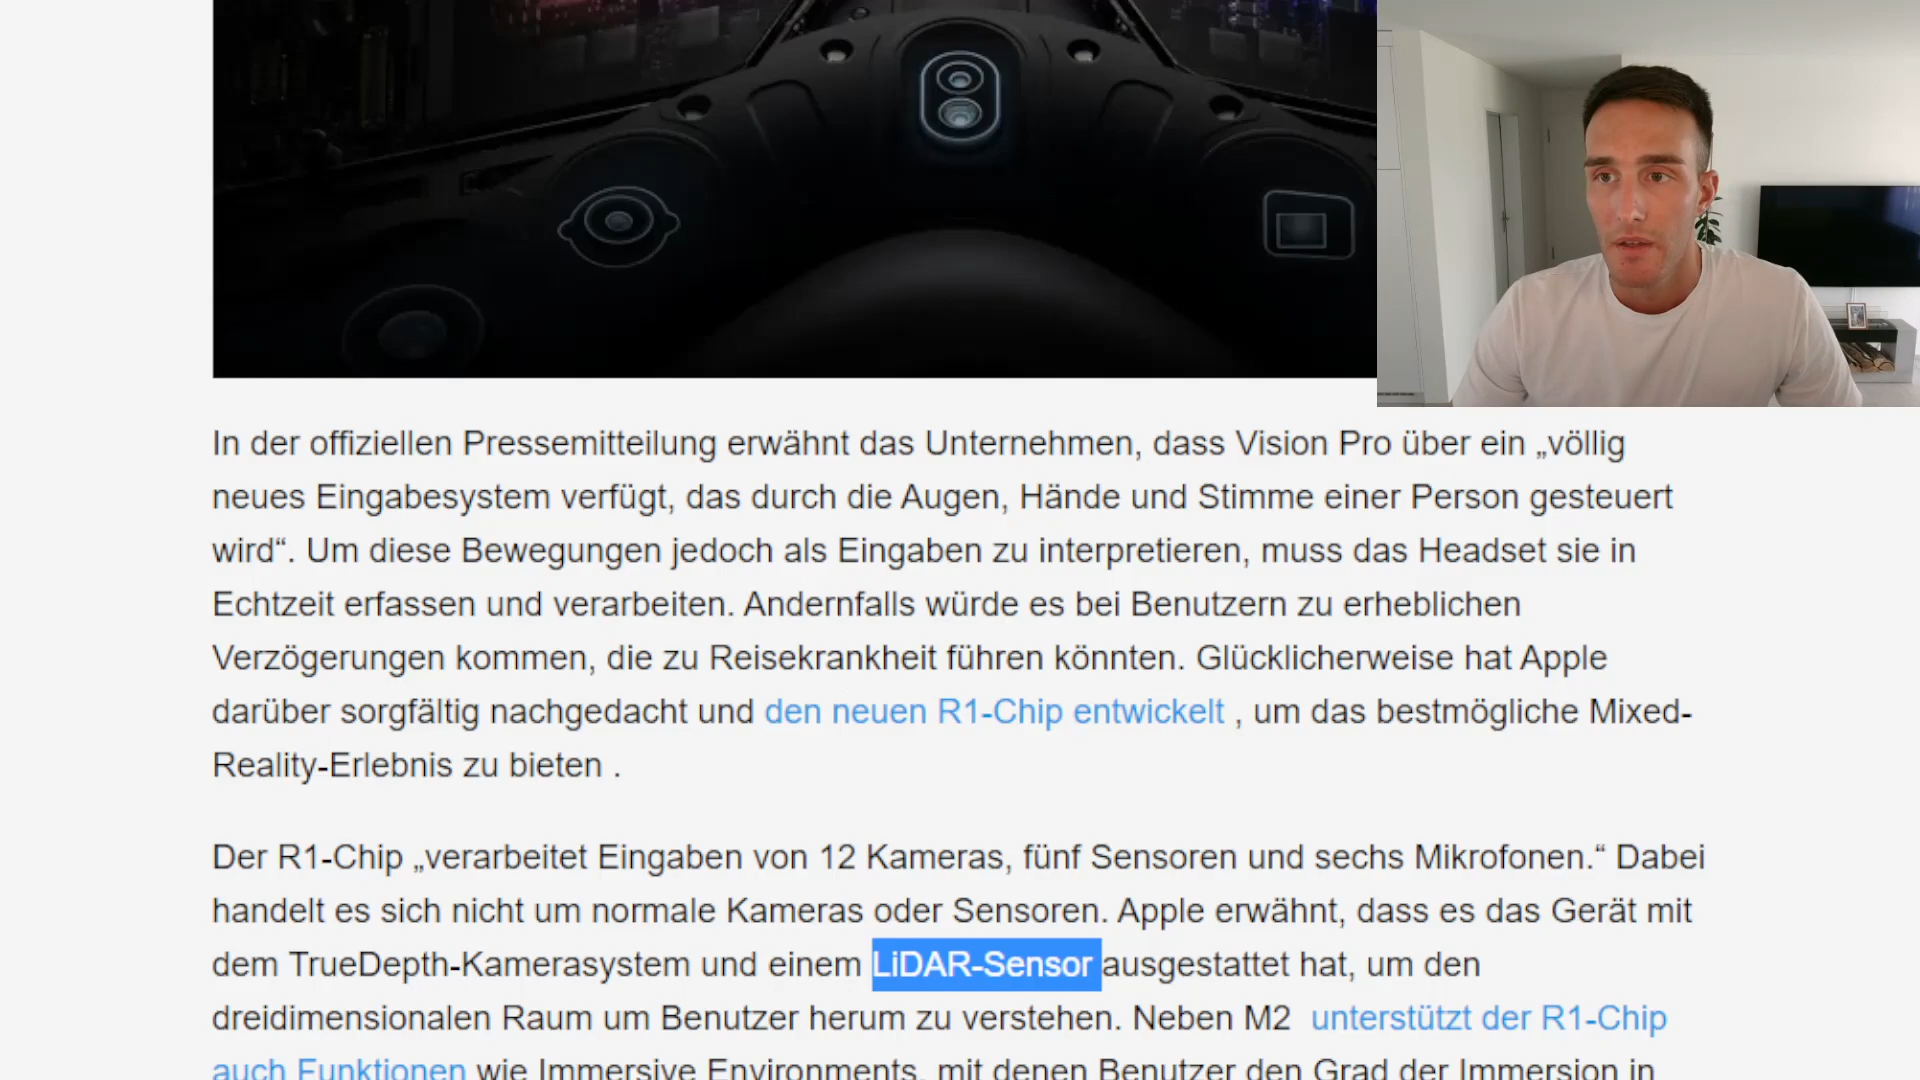 In der offiziellen Pressemitteilung erwähnt das Unternehmen, dass Vision Pro über ein „völlig
neues Eingabesystem verfügt, das durch die Augen, Hände und Stimme einer Person gesteuert
wird“. Um diese Bewegungen jedoch als Eingaben zu interpretieren, muss das Headset sie in
Echtzeit erfassen und verarbeiten. Andernfalls würde es bei Benutzern zu erheblichen
Verzögerungen kommen, die zu Reisekrankheit führen könnten. Glücklicherweise hat Apple
darüber sorgfältig nachgedacht und den neuen R1-Chip entwickelt , um das bestmögliche Mixed-
Reality-Erlebnis zu bieten .
Der R1-Chip „verarbeitet Eingaben von 12 Kameras, fünf Sensoren und sechs Mikrofonen.“ Dabei
handelt es sich nicht um normale Kameras oder Sensoren. Apple erwähnt, dass es das Gerät mit
dem TrueDepth-Kamerasystem und einem LiDAR-Sensor ausgestattet hat, um den
dreidimensionalen Raum um Benutzer herum zu verstehen. Neben M2 unterstützt der R1-Chip
auch Funktionen wie Immersive Environments, mit denen Benutzer den Grad der Immersion in